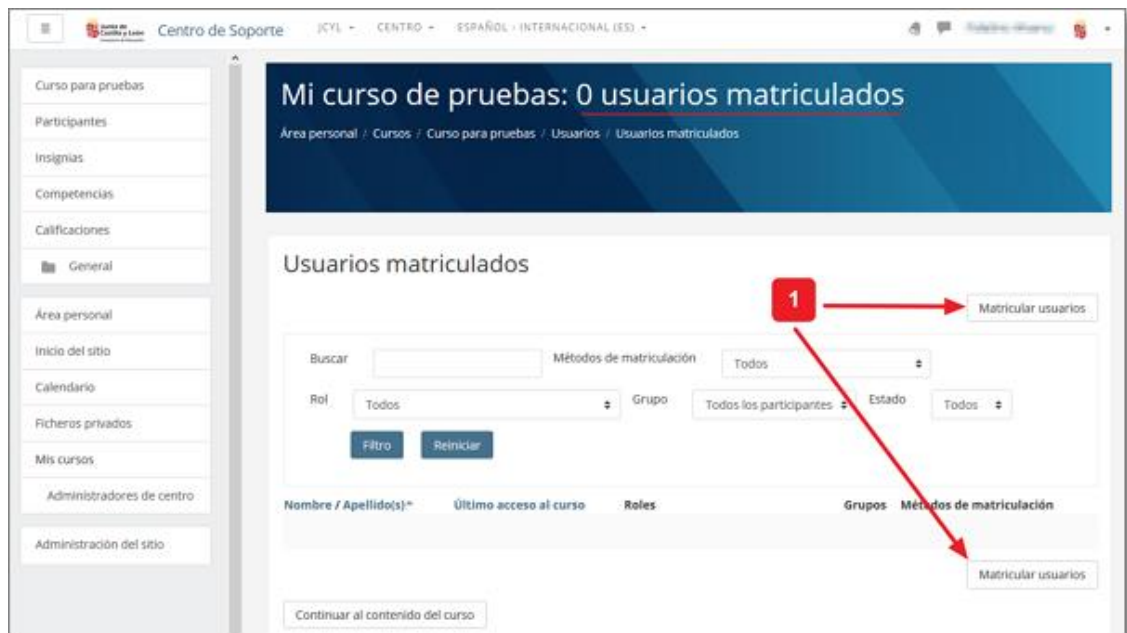 Junta de
Castilla y León
Centro de Soporte
JCYL
CENTRO
ESPAÑOL - INTERNACIONAL (ES)
Curso para pruebas
Participantes
Insignias
Competencias
Calificaciones
General
Área personal
Inicio del sitio
Calendario
Ficheros privados
Mis cursos
Administradores de centro
Administración del sitio
Mi curso de pruebas: 0 usuarios matriculados
Área personal / Cursos / Curso para pruebas / Usuarios / Usuarios matriculados
Usuarios matriculados
1
Matricular usuarios
Buscar
Métodos de matriculación
Todos
Rol
Todos
Grupo
Todos los participantes
Estado
Todos
Filtro
Reiniciar
Nombre / Apellido(s)
Último acceso al curso
Roles
Grupos
Métodos de matriculación
Matricular usuarios
Continuar al contenido del curso